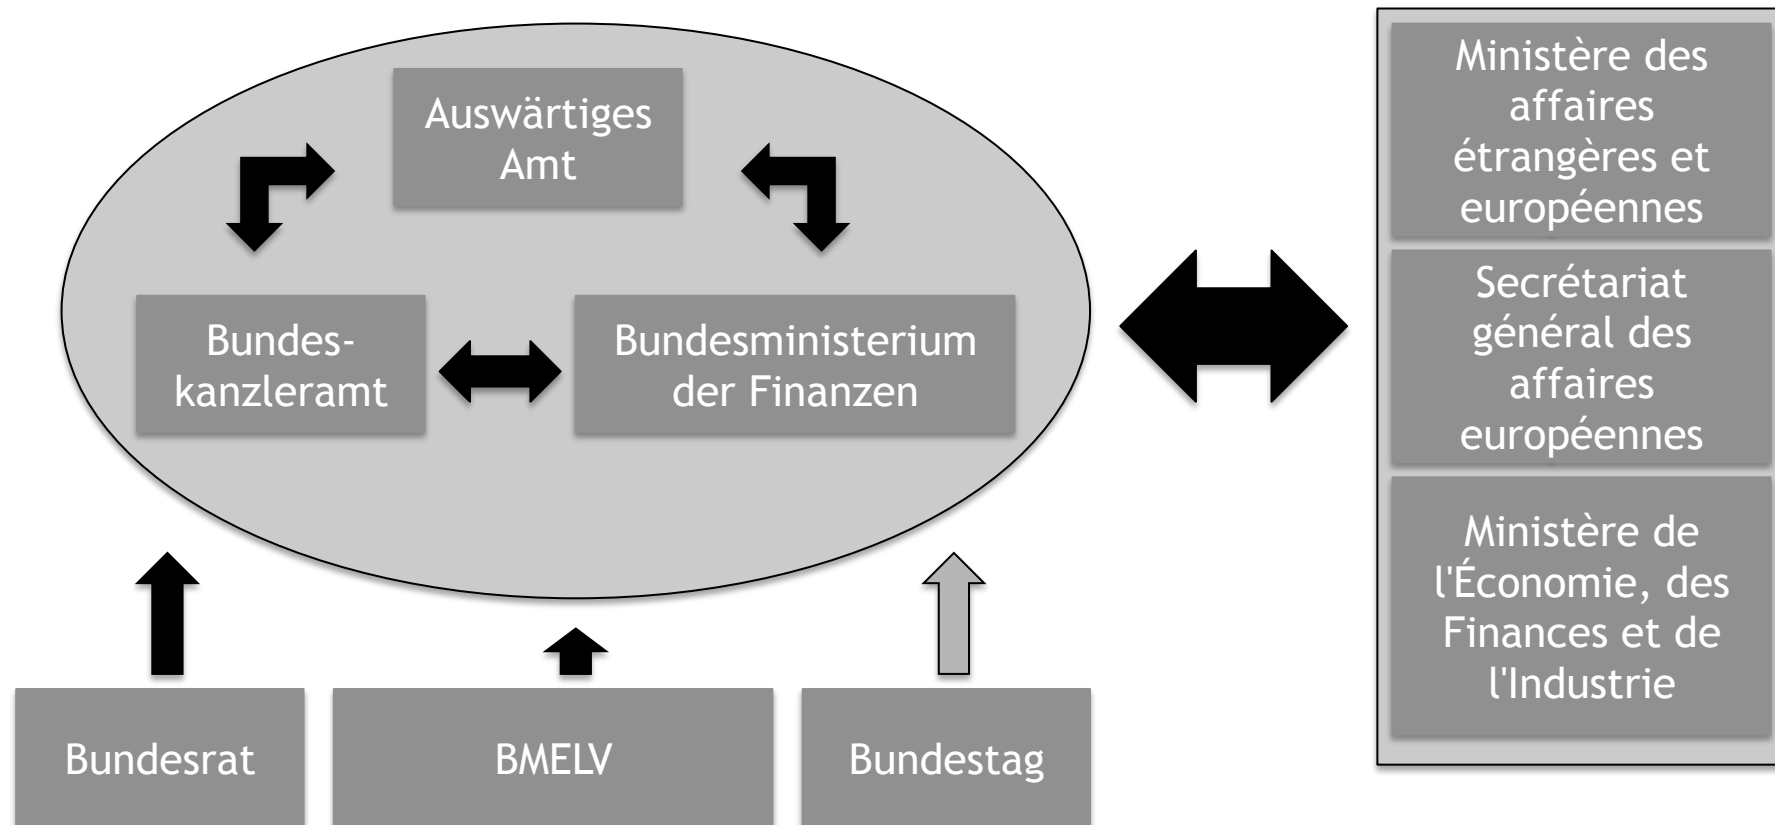 Auswärtiges
Amt
Bundes-
kanzleramt
Bundesministerium
der Finanzen
Bundesrat
BMELV
Bundestag
Ministère des
affaires
étrangères et
européennes
Secrétariat
général des
affaires
européennes
Ministère de
l'Économie, des
Finances et de
l'Industrie